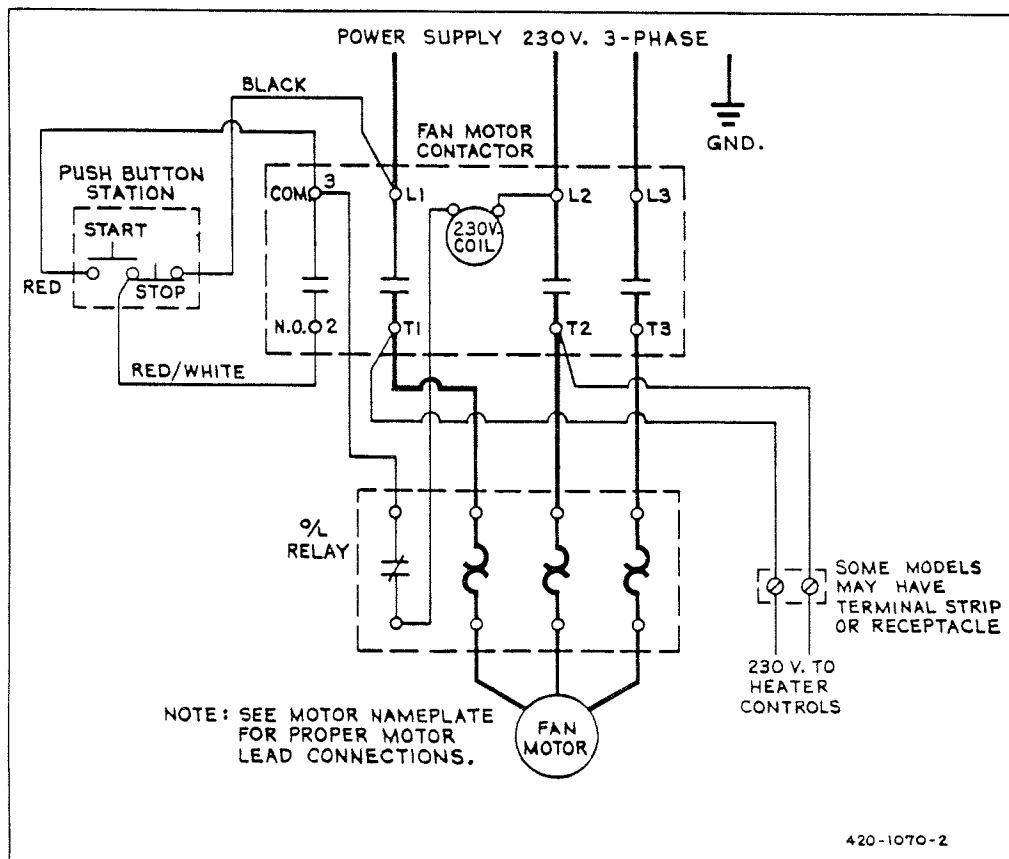 POWER SUPPLY 230V. 3-PHASE
BLACK
GND.
FAN MOTOR
CONTACTOR
PUSH BUTTON
STATION
START
STOP
RED
RED/WHITE
COM.
3
L1
230V.
COIL
L2
L3
N.O.
2
T1
T2
T3
O/L
RELAY
SOME MODELS
MAY HAVE
TERMINAL STRIP
OR RECEPTACLE
230 V. TO
HEATER
CONTROLS
NOTE: SEE MOTOR NAMEPLATE
FOR PROPER MOTOR
LEAD CONNECTIONS.
FAN
MOTOR
420-1070-2